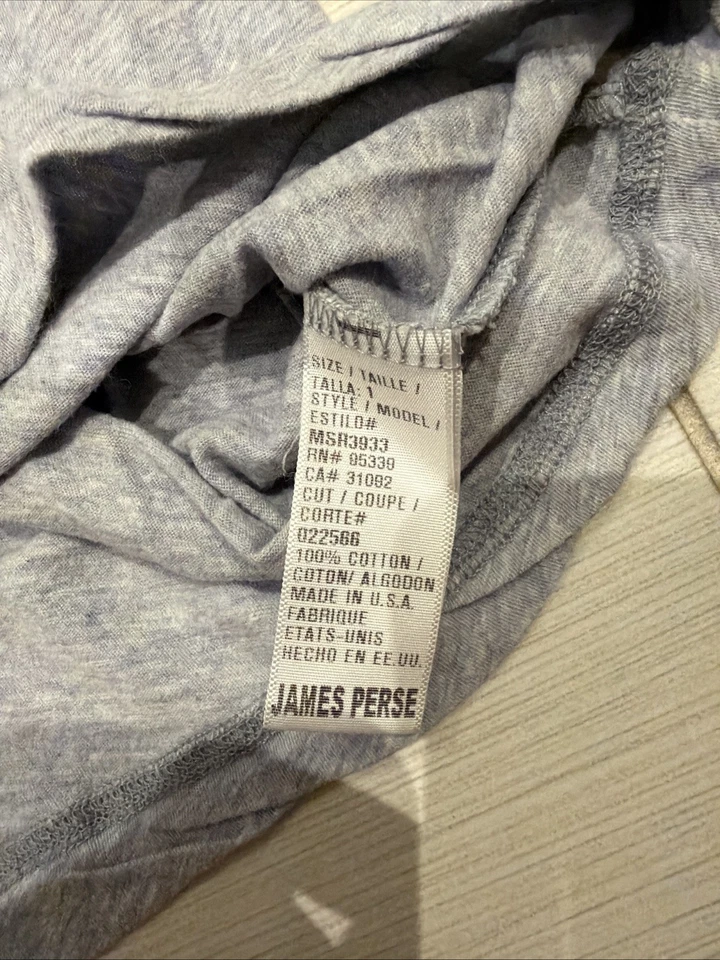 SIZE / TAILLE /
TALLA: 1
STYLE / MODEL /
ESTILO#
MSR3933
RN# 95339
CA# 31092
CUT / COUPE /
CORTE#
022566
100% COTTON /
COTON/ ALGODON
MADE IN U.S.A.
FABRIQUE
ETATS-UNIS
HECHO EN EE.UU.
JAMES PERSE